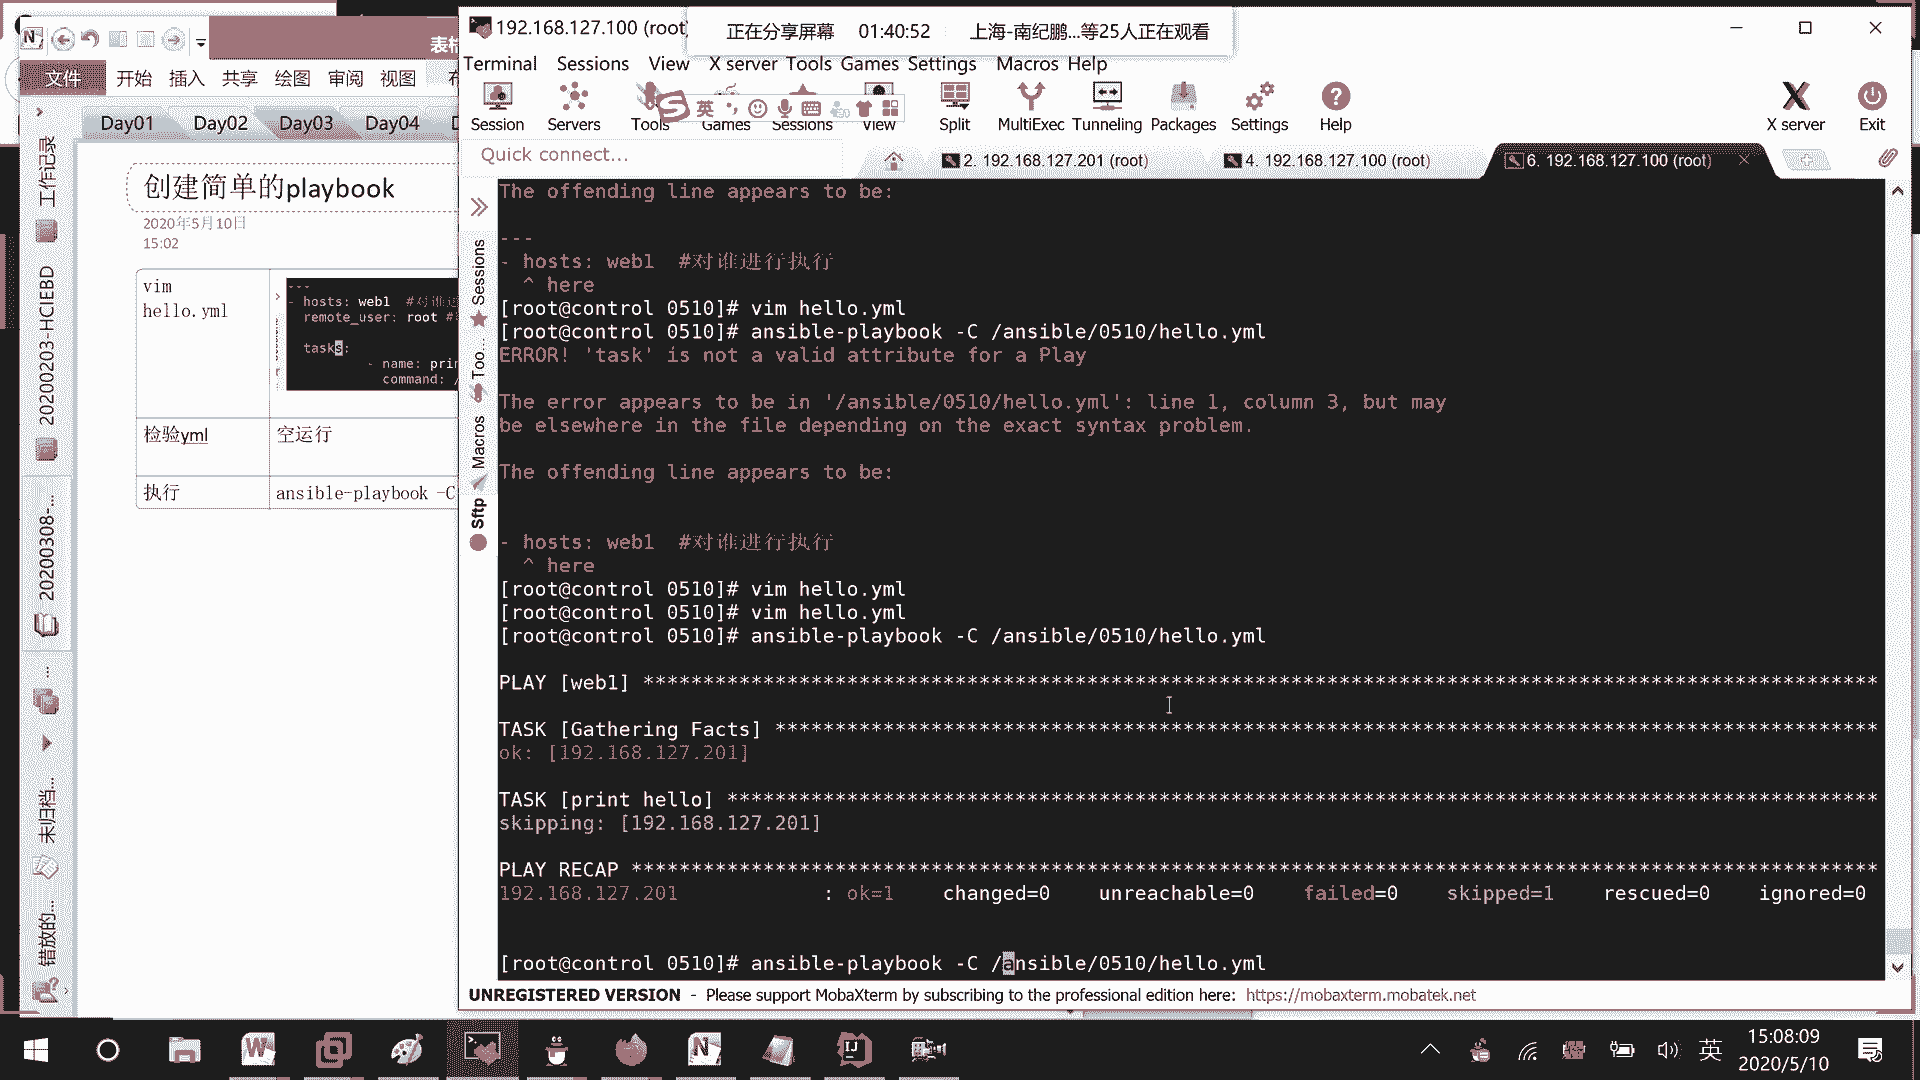 表格
文件 开始 插入 共享 绘图 审阅 视图
Day01 Day02 Day03 Day04
工作记录
20200203-HCIEBD
20200308-...
未归档...
错放的...
创建简单的playbook
2020年5月10日
15:02
vim
hello.yml
---
- hosts: web1 #对谁进
remote_user: root #
tasks:
- name: prin
command: /
检验yml 空运行
执行 ansible-playbook -C
192.168.127.100 (root)
正在分享屏幕 01:40:52 上海-南纪鹏...等25人正在观看
Terminal Sessions View X server Tools Games Settings Macros Help
英
Session Servers Tools Games Sessions View Split MultiExec Tunneling Packages Settings Help X server Exit
Quick connect...
2. 192.168.127.201 (root) 4. 192.168.127.100 (root) 6. 192.168.127.100 (root)
Sessions
Too...
Macros
Sftp
The offending line appears to be:
---
- hosts: web1  #对谁进行执行
^ here
[root@control 0510]# vim hello.yml
[root@control 0510]# ansible-playbook -C /ansible/0510/hello.yml
ERROR! 'task' is not a valid attribute for a Play
The error appears to be in '/ansible/0510/hello.yml': line 1, column 3, but may
be elsewhere in the file depending on the exact syntax problem.
The offending line appears to be:
- hosts: web1  #对谁进行执行
^ here
[root@control 0510]# vim hello.yml
[root@control 0510]# vim hello.yml
[root@control 0510]# ansible-playbook -C /ansible/0510/hello.yml
PLAY [web1] *******************************************************************************************************
TASK [Gathering Facts] ********************************************************************************************
ok: [192.168.127.201]
TASK [print hello] ************************************************************************************************
skipping: [192.168.127.201]
PLAY RECAP ********************************************************************************************************
192.168.127.201 : ok=1 changed=0 unreachable=0 failed=0 skipped=1 rescued=0 ignored=0
[root@control 0510]# ansible-playbook -C /ansible/0510/hello.yml
UNREGISTERED VERSION - Please support MobaXterm by subscribing to the professional edition here: https://mobaxterm.mobatek.net
英
15:08:09
2020/5/10